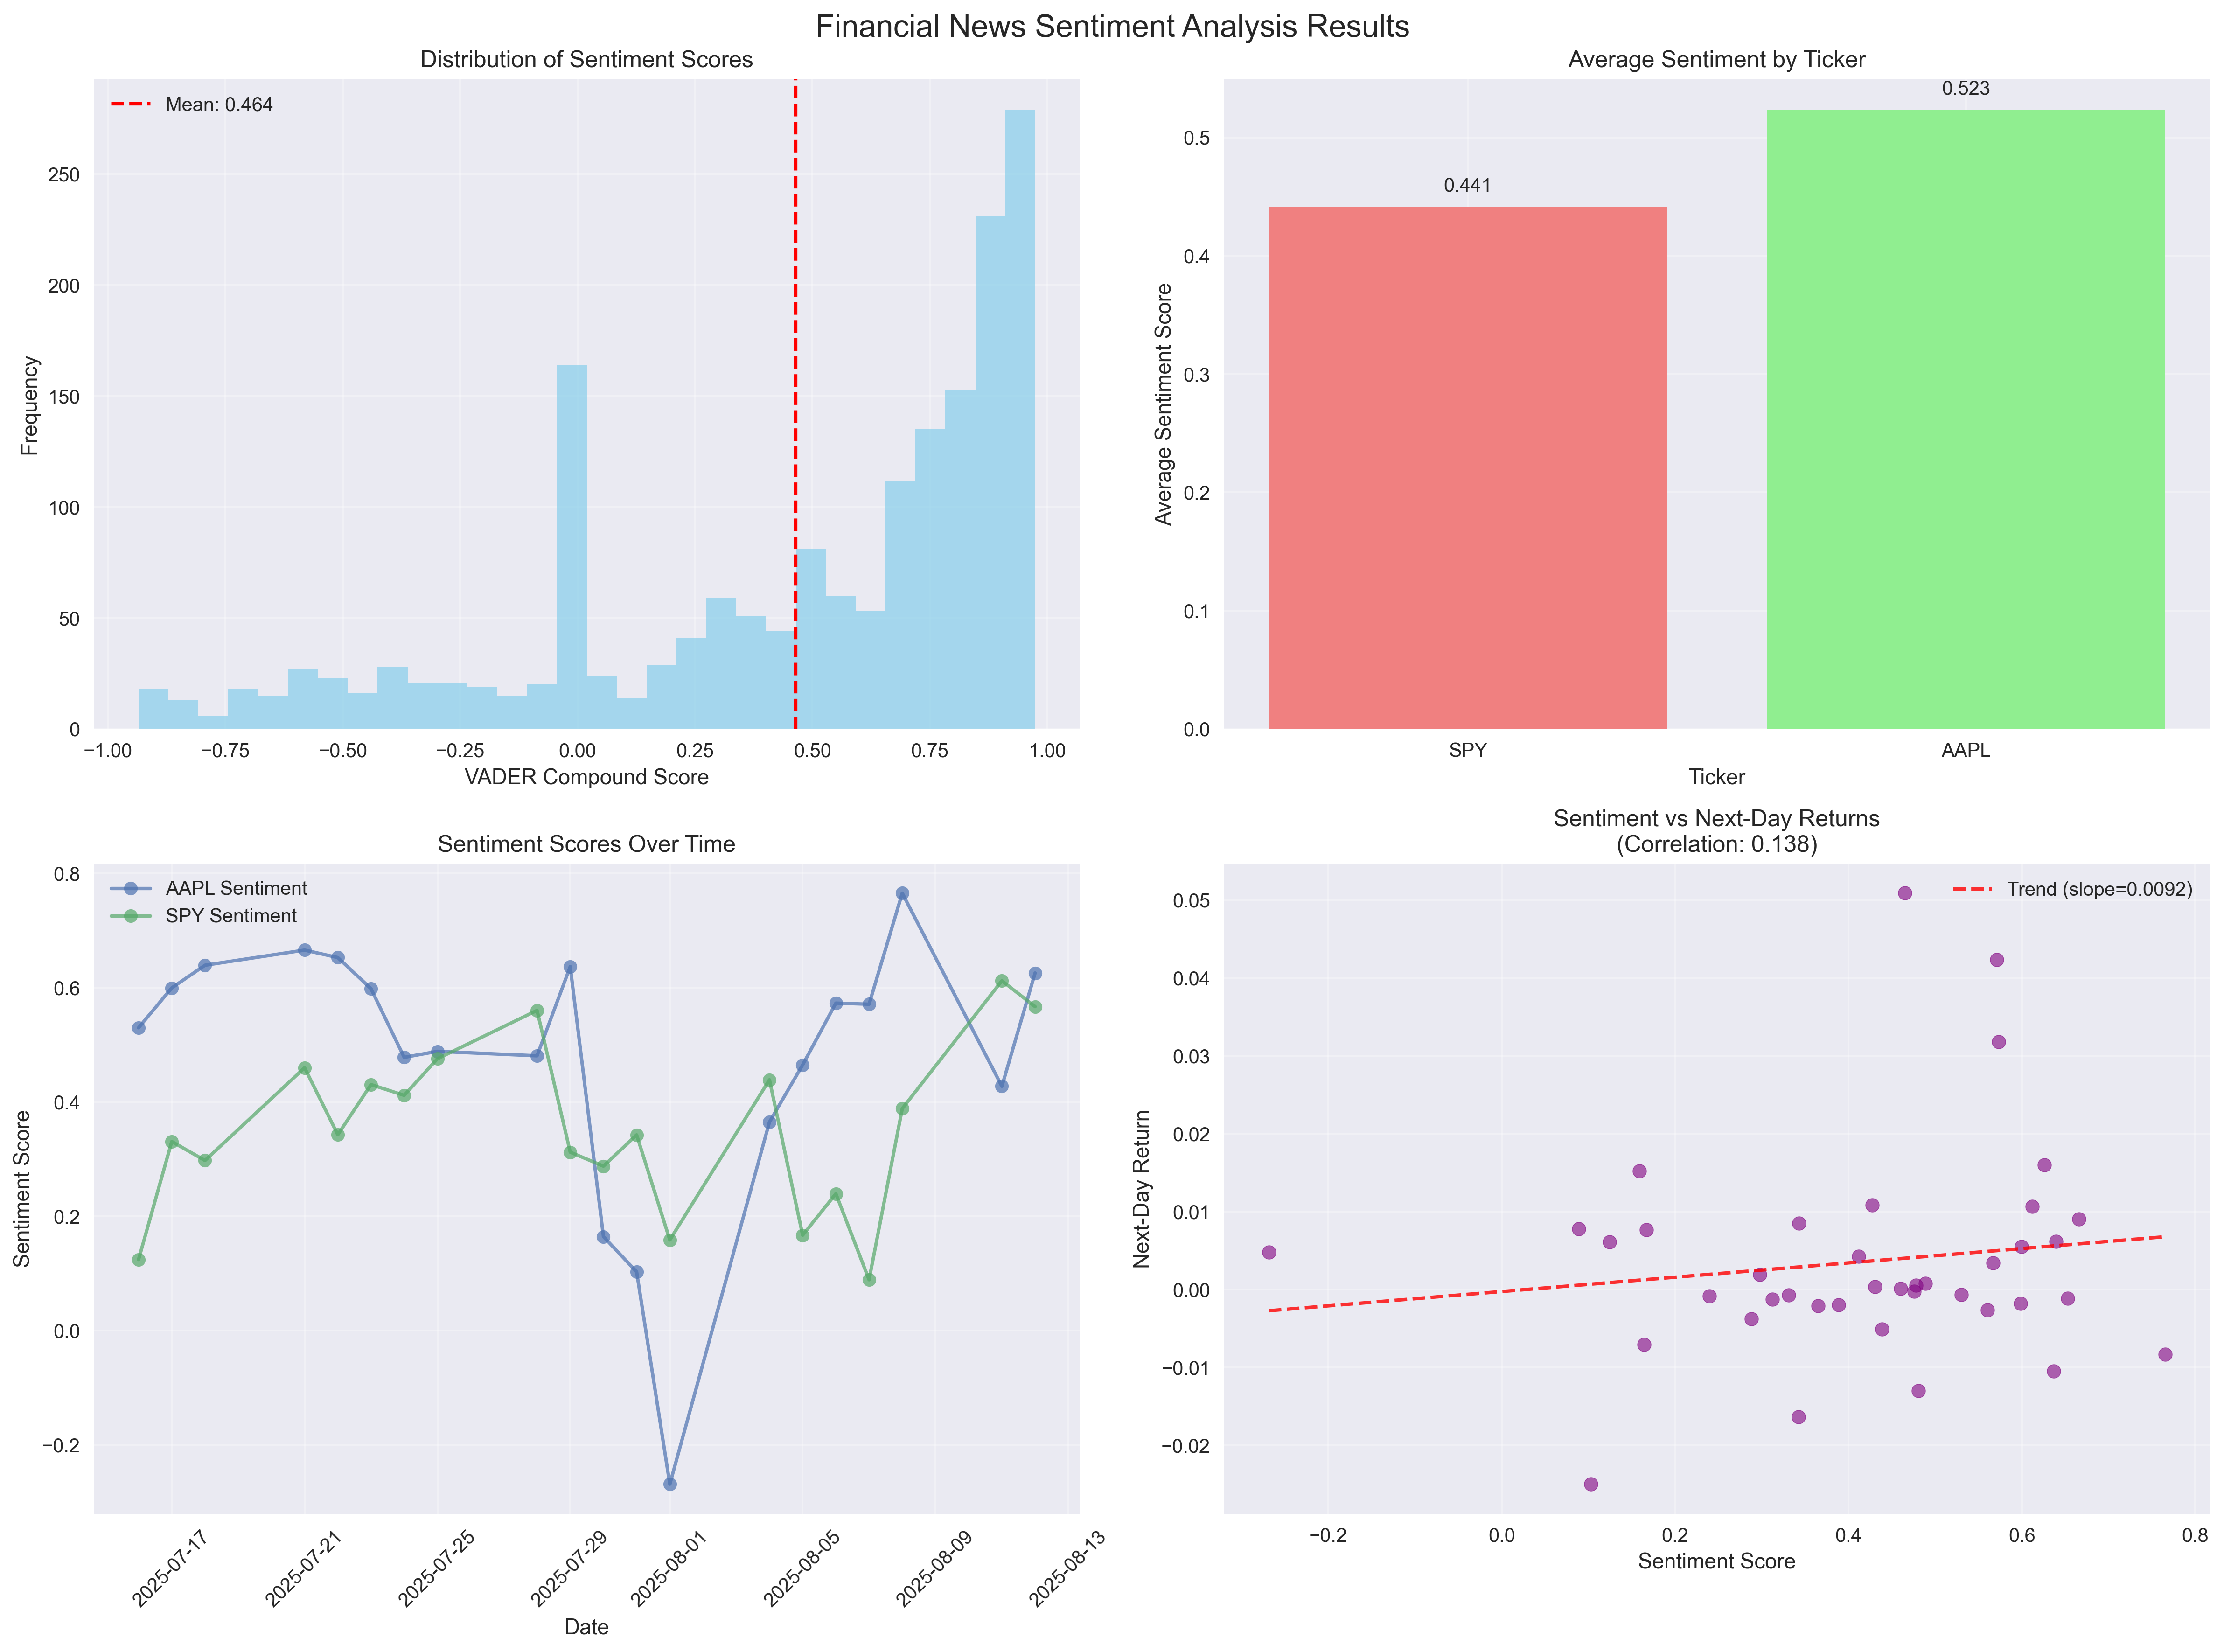 Financial News Sentiment Analysis Results
Distribution of Sentiment Scores
Mean: 0.464
250
200
150
100
50
0
Frequency
−1.00 −0.75 −0.50 −0.25 0.00 0.25 0.50 0.75 1.00
VADER Compound Score
Average Sentiment by Ticker
0.441
0.523
0.5
0.4
0.3
0.2
0.1
0.0
Average Sentiment Score
SPY AAPL
Ticker
Sentiment Scores Over Time
AAPL Sentiment
SPY Sentiment
0.8
0.6
0.4
0.2
0.0
−0.2
Sentiment Score
2025-07-17 2025-07-21 2025-07-25 2025-07-29 2025-08-01 2025-08-05 2025-08-09 2025-08-13
Date
Sentiment vs Next-Day Returns
(Correlation: 0.138)
Trend (slope=0.0092)
0.05
0.04
0.03
0.02
0.01
0.00
−0.01
−0.02
Next-Day Return
−0.2 0.0 0.2 0.4 0.6 0.8
Sentiment Score